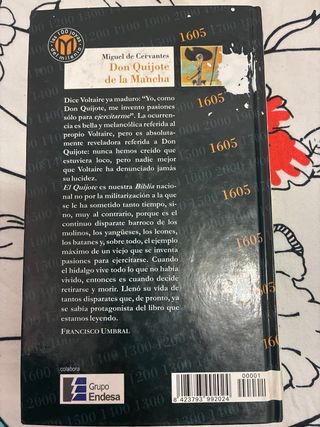 las 100 joyas
del milenio
1605
Miguel de Cervantes
Don Quijote
de la Mancha
Dice Voltaire ya maduro: "Yo, como
Don Quijote, me invento pasiones
sólo para ejercitarme". La ocurren-
cia es bella y melancólica referida al
propio Voltaire, pero es absoluta-
mente reveladora referida a Don
Quijote: nunca hemos creído que
estuviera loco, pero nadie mejor
que Voltaire ha denunciado jamás
su lucidez.
El Quijote es nuestra Biblia nacio-
nal no por la militarización a la que
se le ha sometido tanto tiempo, si-
no, muy al contrario, porque es el
continuo disparate barroco de los
molinos, los yangüeses, los leones,
los batanes y, sobre todo, el ejemplo
máximo de un viejo que se inventa
pasiones para ejercitarse. Cuando
el hidalgo vive todo lo que no había
vivido, entonces es cuando decide
retirarse y morir. Llenó su vida de
tantos disparates que, de pronto, ya
se sabía protagonista del libro que
estamos leyendo.
FRANCISCO UMBRAL
1605
1605
1605
1605
1605
colabora
Grupo
Endesa
00001
8 423793 992024